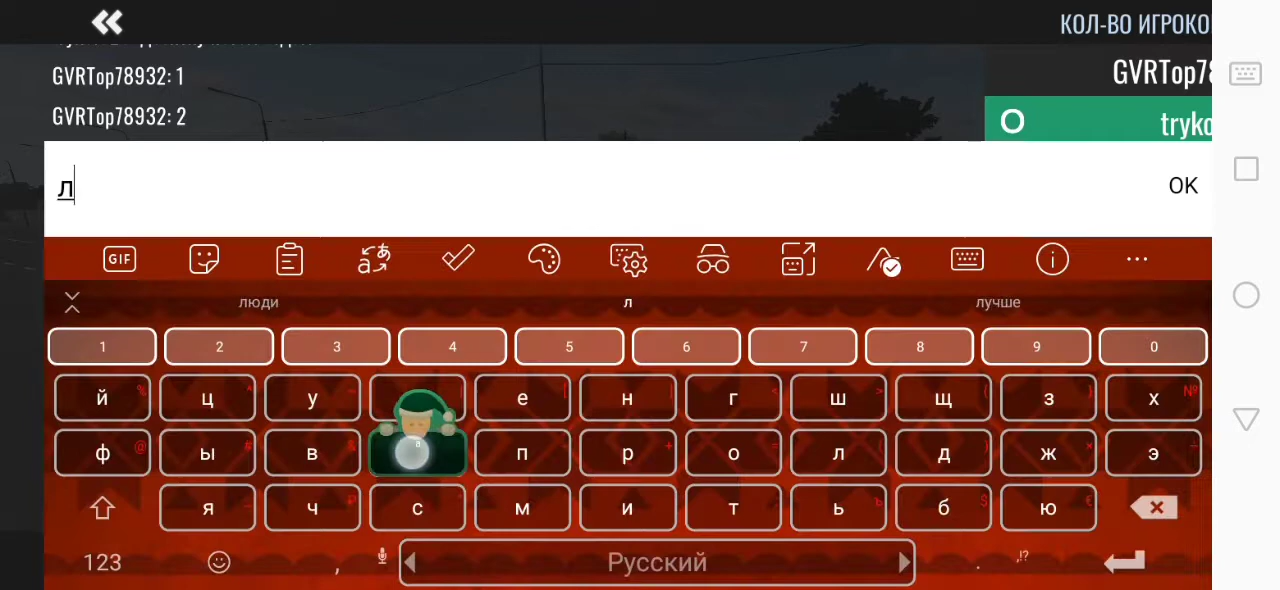 КОЛ-ВО ИГРОКО
GVRTop78932: 1
GVRTop78
GVRTop78932: 2
O tryko
л
OK
GIF
люди л лучше
1 2 3 4 5 6 7 8 9 0
й ц у е н г ш щ з х
ф ы в п р о л д ж э
я ч с м и т ь б ю
123 , Русский . ,!?